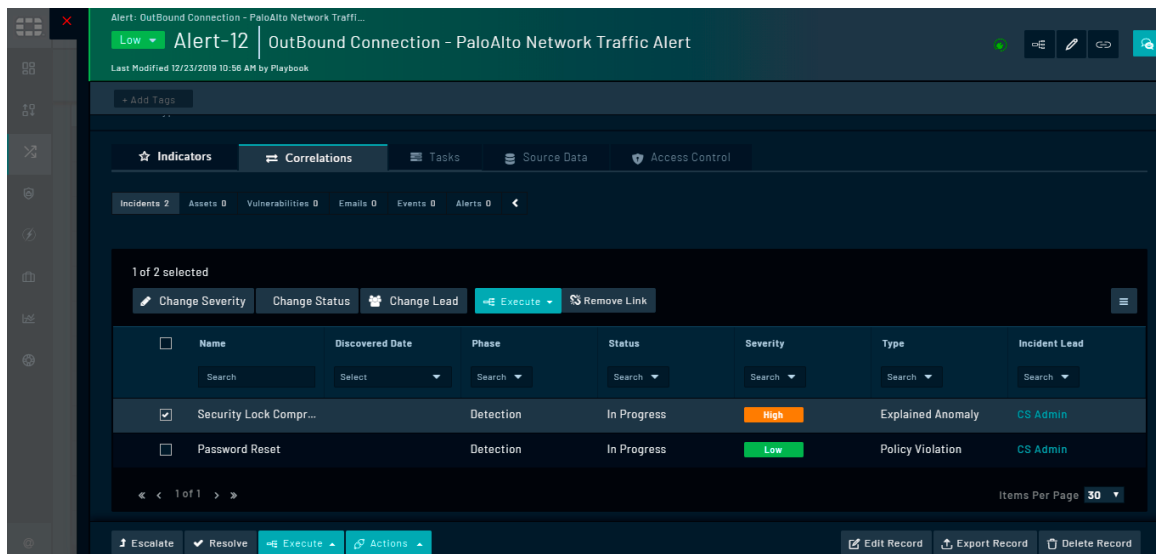 Alert: OutBound Connection - PaloAlto Network Traffi...
Low Alert-12 OutBound Connection - PaloAlto Network Traffic Alert
Last Modified 12/23/2019 10:56 AM by Playbook
+ Add Tags
Indicators Correlations Tasks Source Data Access Control
Incidents 2 Assets 0 Vulnerabilities 0 Emails 0 Events 0 Alerts 0
1 of 2 selected
Change Severity Change Status Change Lead Execute Remove Link
Name Discovered Date Phase Status Severity Type Incident Lead
Search Select Search Search Search Search Search
Security Lock Compr... Detection In Progress High Explained Anomaly CS Admin
Password Reset Detection In Progress Low Policy Violation CS Admin
« < 1 of 1 > » Items Per Page 30
Escalate Resolve Execute Actions Edit Record Export Record Delete Record